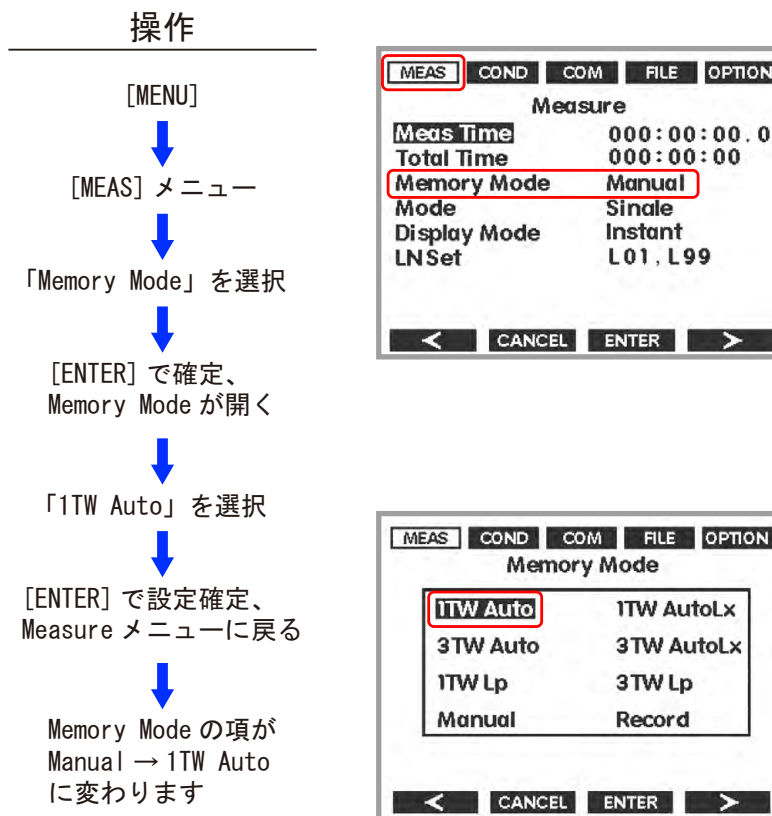 操作
[MENU]
[MEAS] メニュー
「Memory Mode」を選択
[ENTER] で確定、
Memory Mode が開く
「1TW Auto」を選択
[ENTER] で設定確定、
Measure メニューに戻る
Memory Mode の項が
Manual → 1TW Auto
に変わります
MEAS COND COM FILE OPTION
Measure
Meas Time 000:00:00.0
Total Time 000:00:00
Memory Mode Manual
Mode Single
Display Mode Instant
LN Set L01, L99
< CANCEL ENTER >
MEAS COND COM FILE OPTION
Memory Mode
1TW Auto 1TW AutoLx
3TW Auto 3TW AutoLx
1TW Lp 3TW Lp
Manual Record
< CANCEL ENTER >